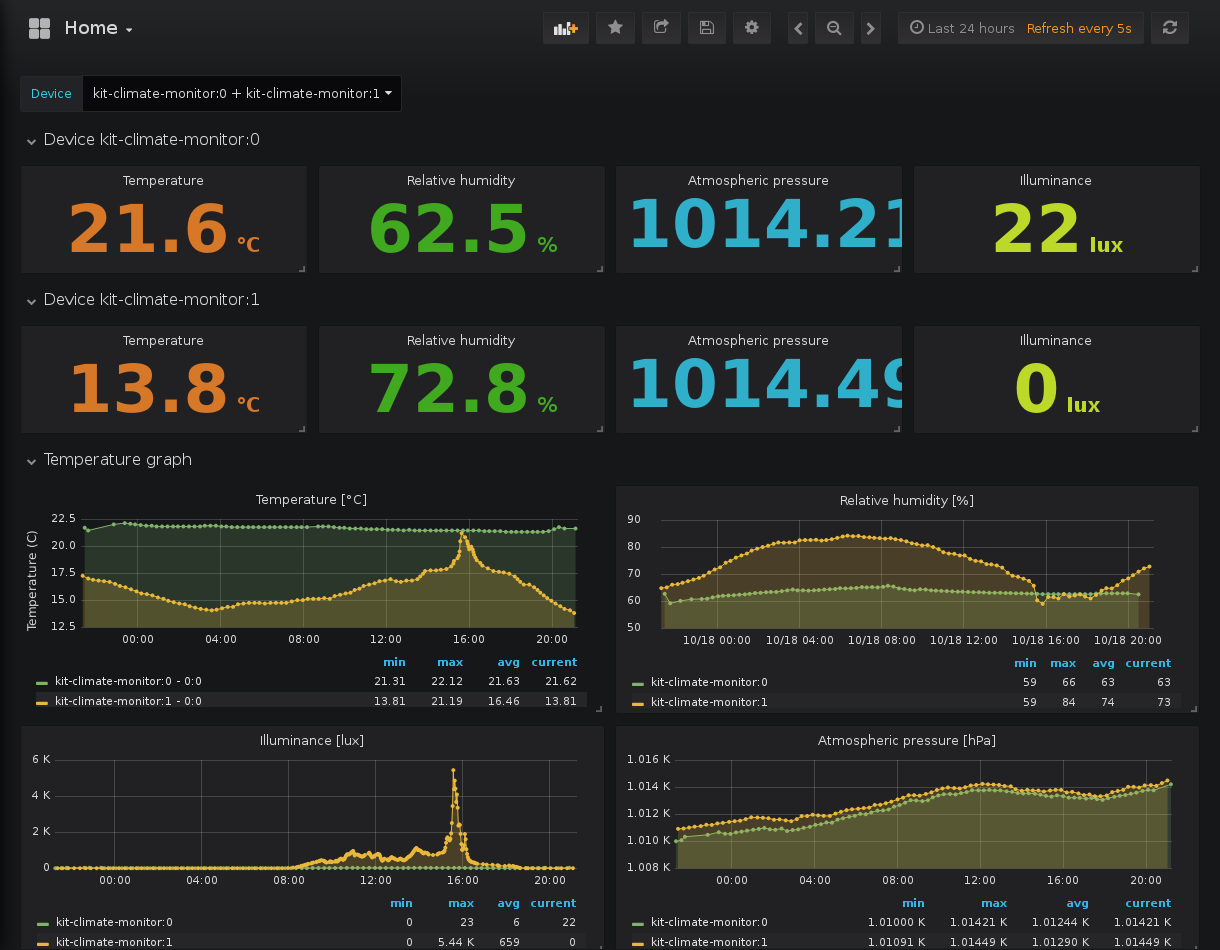 Home
Last 24 hours Refresh every 5s
Device kit-climate-monitor:0 + kit-climate-monitor:1
Device kit-climate-monitor:0
Temperature Relative humidity Atmospheric pressure Illuminance
21.6 °C 62.5 % 1014.21 22 lux
Device kit-climate-monitor:1
Temperature Relative humidity Atmospheric pressure Illuminance
13.8 °C 72.8 % 1014.49 0 lux
Temperature graph
Temperature [°C]
Temperature (C)
22.5
20.0
17.5
15.0
12.5
00:00 04:00 08:00 12:00 16:00 20:00
min max avg current
kit-climate-monitor:0 - 0:0 21.31 22.12 21.63 21.62
kit-climate-monitor:1 - 0:0 13.81 21.19 16.46 13.81
Relative humidity [%]
90
80
70
60
50
10/18 00:00 10/18 04:00 10/18 08:00 10/18 12:00 10/18 16:00 10/18 20:00
min max avg current
kit-climate-monitor:0 59 66 63 63
kit-climate-monitor:1 59 84 74 73
Illuminance [lux]
6 K
4 K
2 K
0
00:00 04:00 08:00 12:00 16:00 20:00
min max avg current
kit-climate-monitor:0 0 23 6 22
kit-climate-monitor:1 0 5.44 K 659 0
Atmospheric pressure [hPa]
1.016 K
1.014 K
1.012 K
1.010 K
1.008 K
00:00 04:00 08:00 12:00 16:00 20:00
min max avg current
kit-climate-monitor:0 1.01000 K 1.01421 K 1.01244 K 1.01421 K
kit-climate-monitor:1 1.01091 K 1.01449 K 1.01290 K 1.01449 K